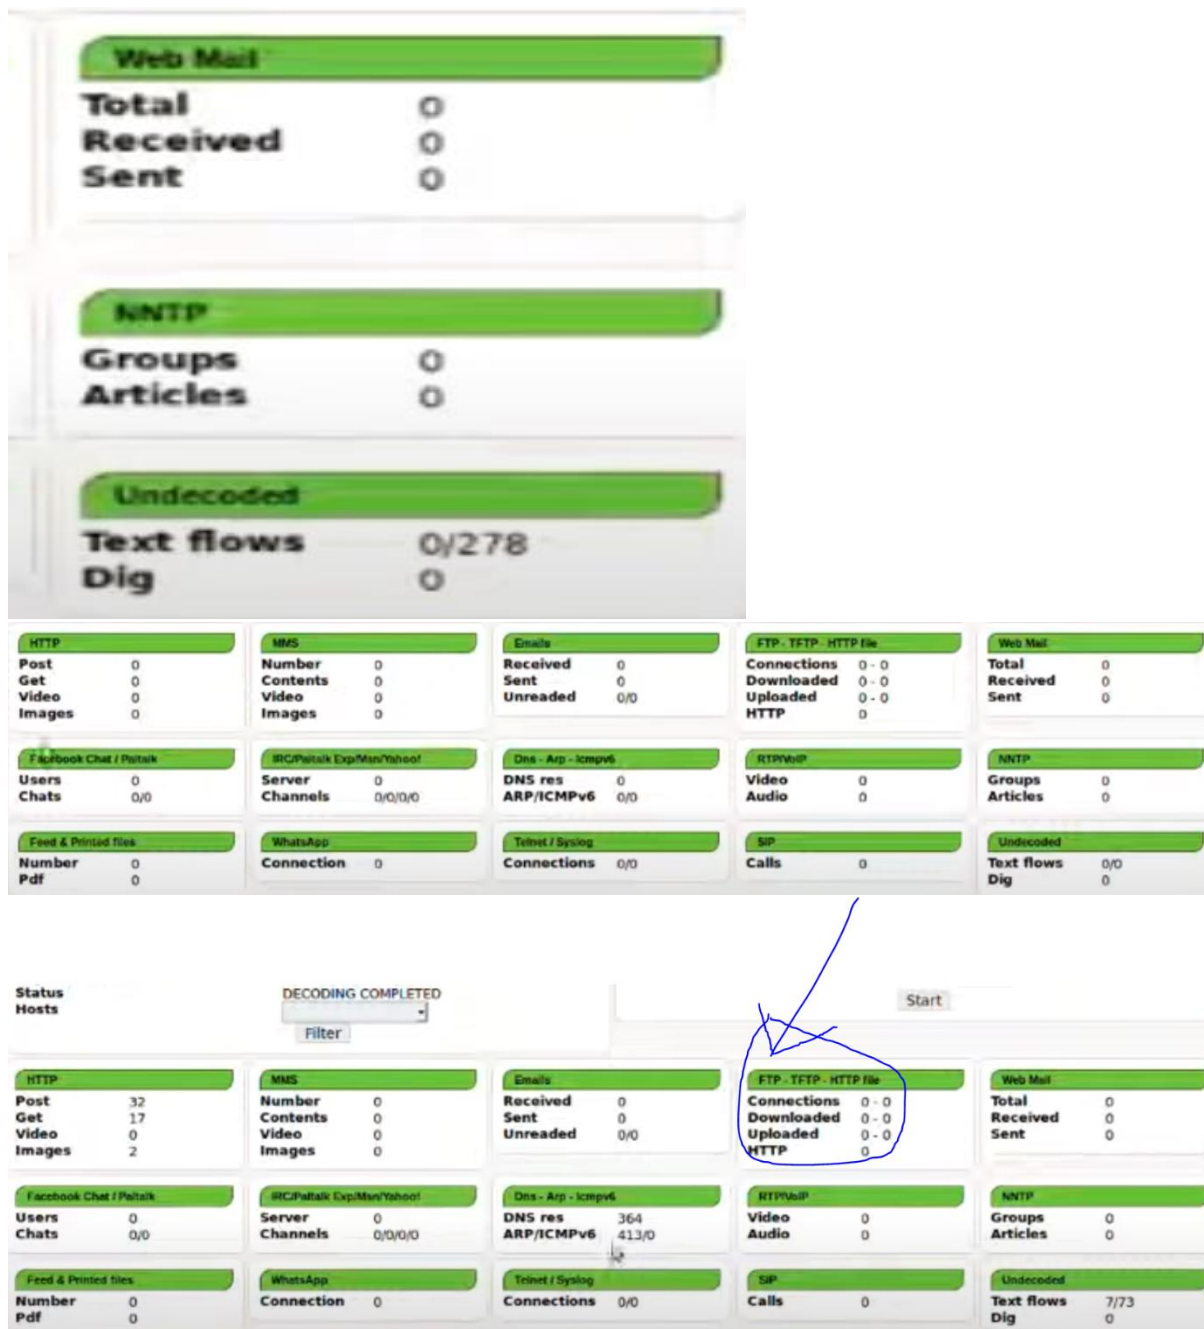 Web Mail
Total 0
Received 0
Sent 0
NNTP
Groups 0
Articles 0
Undecoded
Text flows 0/278
Dig 0
HTTP MMS Emails FTP - TFTP - HTTP file Web Mail
Post 0 Number 0 Received 0 Connections 0 - 0 Total 0
Get 0 Contents 0 Sent 0 Downloaded 0 - 0 Received 0
Video 0 Video 0 Unreaded 0/0 Uploaded 0 - 0 Sent 0
Images 0 Images 0 HTTP 0
Facebook Chat / Paltalk IRC/Paltalk Exp/Msn/Yahoo! Dns - Arp - Icmpv6 RTP/VoIP NNTP
Users 0 Server 0 DNS res 0 Video 0 Groups 0
Chats 0/0 Channels 0/0/0/0 ARP/ICMPv6 0/0 Audio 0 Articles 0
Feed & Printed files WhatsApp Telnet / Syslog SIP Undecoded
Number 0 Connection 0 Connections 0/0 Calls 0 Text flows 0/0
Pdf 0 Dig 0
Status DECODING COMPLETED Start
Hosts
Filter
HTTP MMS Emails FTP - TFTP - HTTP file Web Mail
Post 32 Number 0 Received 0 Connections 0 - 0 Total 0
Get 17 Contents 0 Sent 0 Downloaded 0 - 0 Received 0
Video 0 Video 0 Unreaded 0/0 Uploaded 0 - 0 Sent 0
Images 2 Images 0 HTTP 0
Facebook Chat / Paltalk IRC/Paltalk Exp/Msn/Yahoo! Dns - Arp - Icmpv6 RTP/VoIP NNTP
Users 0 Server 0 DNS res 364 Video 0 Groups 0
Chats 0/0 Channels 0/0/0/0 ARP/ICMPv6 413/0 Audio 0 Articles 0
Feed & Printed files WhatsApp Telnet / Syslog SIP Undecoded
Number 0 Connection 0 Connections 0/0 Calls 0 Text flows 7/73
Pdf 0 Dig 0